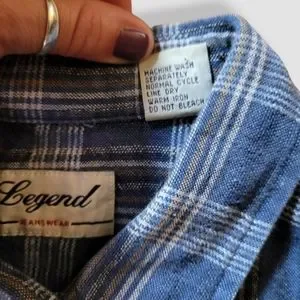 MACHINE WASH
SEPARATELY
NORMAL CYCLE
LINE DRY
WARM IRON
DO NOT BLEACH
Legend
JEANSWEAR